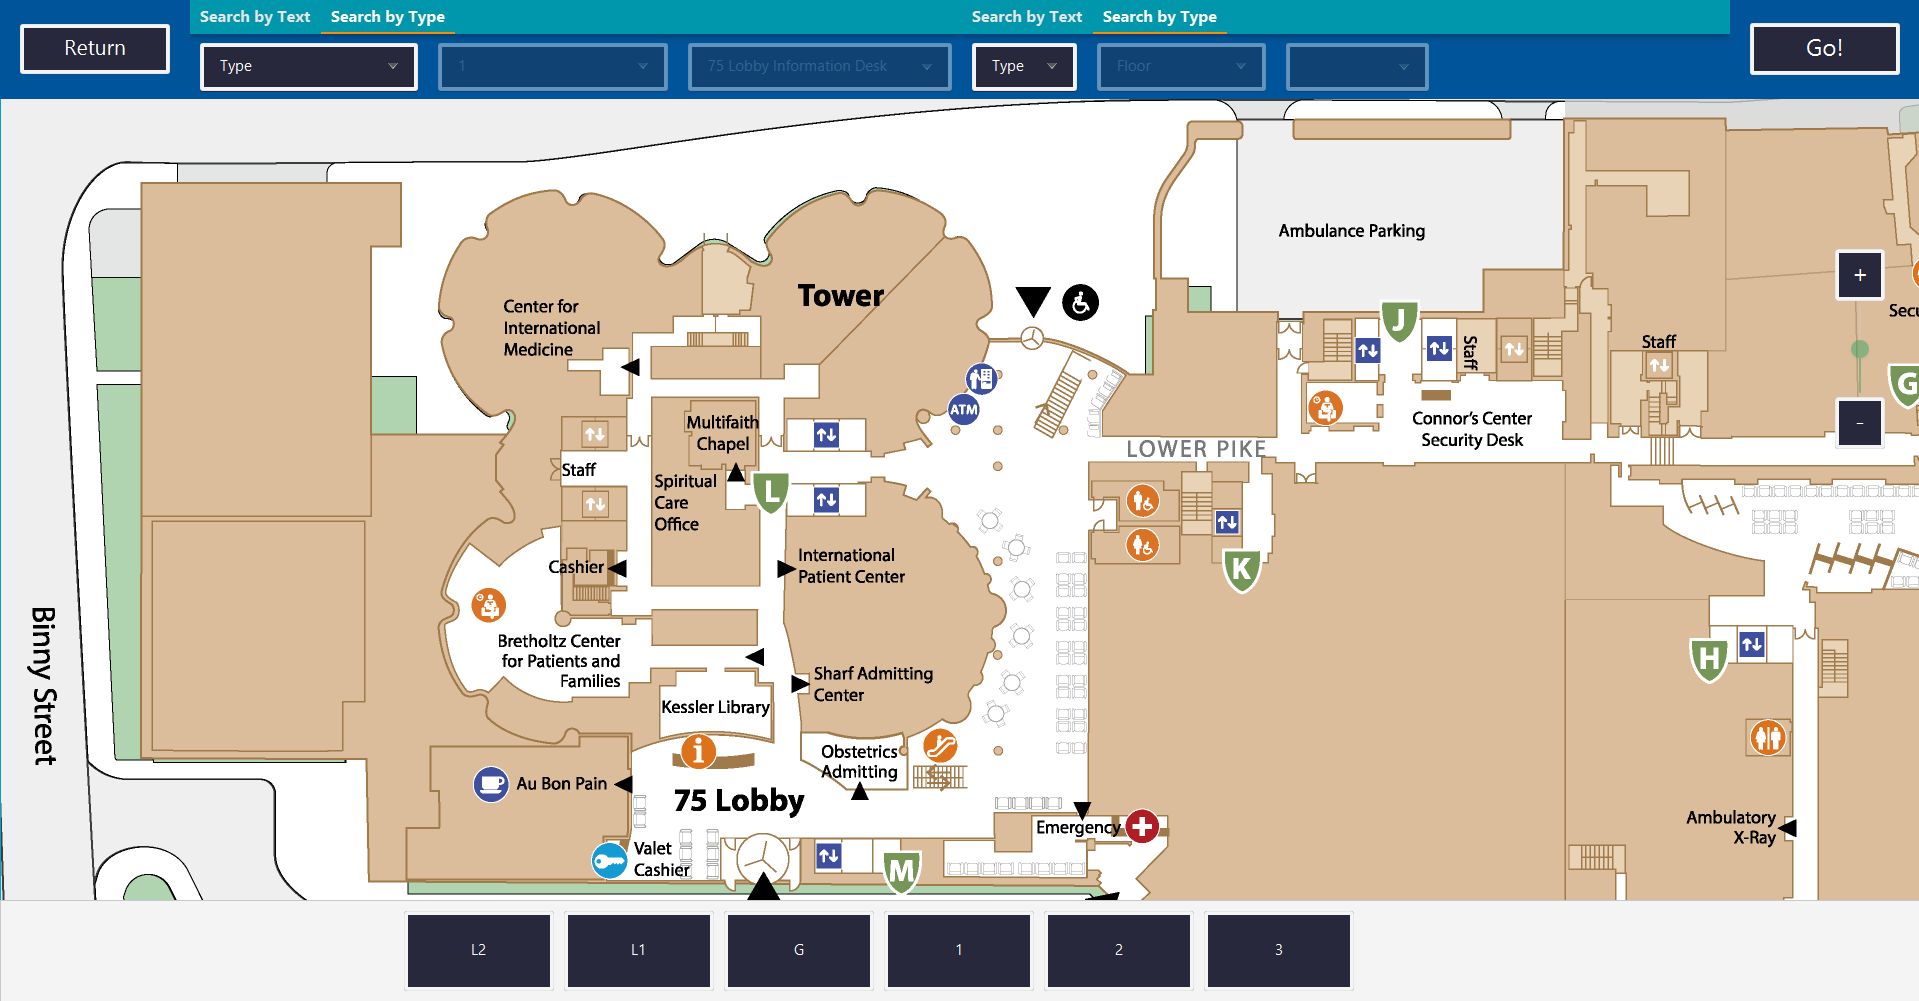 Search by Text
Search by Type
Search by Text
Search by Type
Return
Type
1
75 Lobby Information Desk
Type
Floor
Go!
Ambulance Parking
Tower
Center for
International
Medicine
+
Secu
Staff
J
Staff
G
ATM
Multifaith
Chapel
Connor's Center
Security Desk
-
LOWER PIKE
Staff
Spiritual
Care
Office
L
International
Patient Center
Cashier
K
Binny Street
Bretholtz Center
for Patients and
Families
Sharf Admitting
Center
H
Kessler Library
i
Obstetrics
Admitting
Au Bon Pain
75 Lobby
Emergency
Ambulatory
X-Ray
Valet
Cashier
M
L2
L1
G
1
2
3